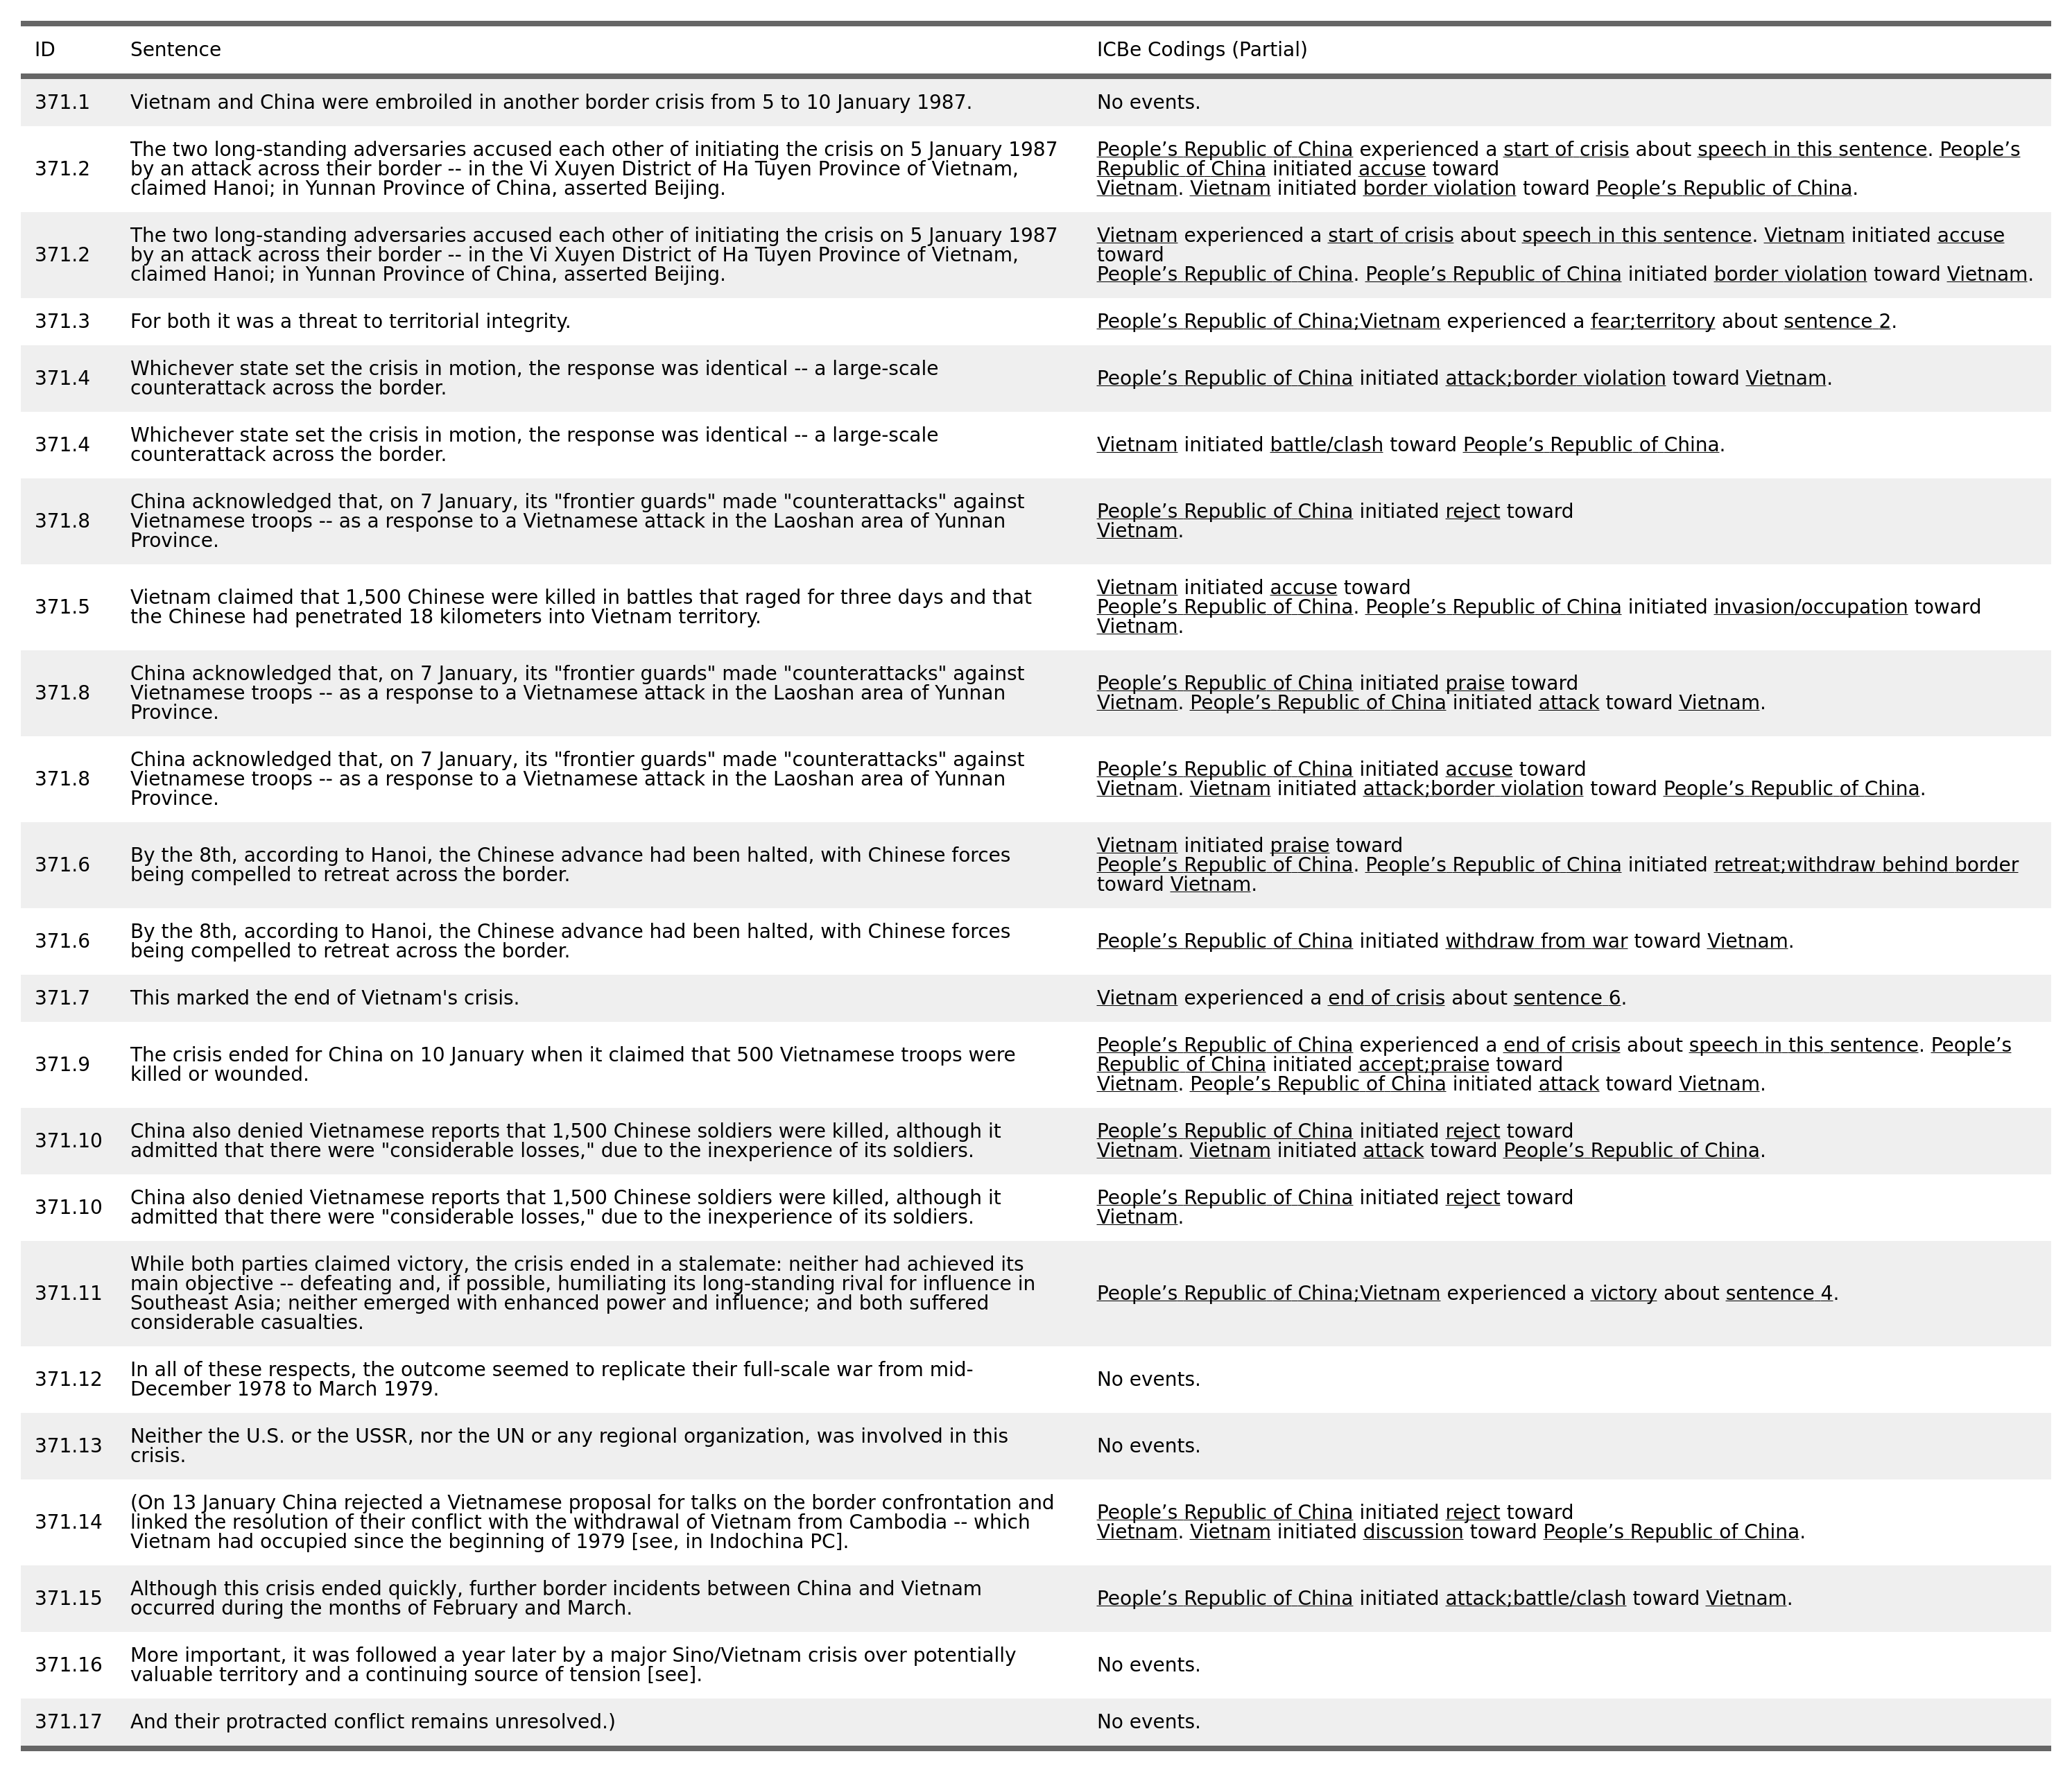 ID Sentence ICBe Codings (Partial)
371.1 Vietnam and China were embroiled in another border crisis from 5 to 10 January 1987. No events.
The two long-standing adversaries accused each other of initiating the crisis on 5 January 1987 People’s Republic of China experienced a start of crisis about speech in this sentence. People’s
371.2 by an attack across their border -- in the Vi Xuyen District of Ha Tuyen Province of Vietnam, Republic of China initiated accuse toward
claimed Hanoi; in Yunnan Province of China, asserted Beijing. Vietnam. Vietnam initiated border violation toward People’s Republic of China.
The two long-standing adversaries accused each other of initiating the crisis on 5 January 1987 Vietnam experienced a start of crisis about speech in this sentence. Vietnam initiated accuse
371.2 by an attack across their border -- in the Vi Xuyen District of Ha Tuyen Province of Vietnam, toward
claimed Hanoi; in Yunnan Province of China, asserted Beijing. People’s Republic of China. People’s Republic of China initiated border violation toward Vietnam.
371.3 For both it was a threat to territorial integrity. People’s Republic of China;Vietnam experienced a fear;territory about sentence 2.
Whichever state set the crisis in motion, the response was identical -- a large-scale
371.4 counterattack across the border. People’s Republic of China initiated attack;border violation toward Vietnam.
Whichever state set the crisis in motion, the response was identical -- a large-scale
371.4 counterattack across the border. Vietnam initiated battle/clash toward People’s Republic of China.
China acknowledged that, on 7 January, its "frontier guards" made "counterattacks" against People’s Republic of China initiated reject toward
371.8 Vietnamese troops -- as a response to a Vietnamese attack in the Laoshan area of Yunnan Vietnam.
Province.
Vietnam initiated accuse toward
371.5 Vietnam claimed that 1,500 Chinese were killed in battles that raged for three days and that People’s Republic of China. People’s Republic of China initiated invasion/occupation toward
the Chinese had penetrated 18 kilometers into Vietnam territory. Vietnam.
China acknowledged that, on 7 January, its "frontier guards" made "counterattacks" against People’s Republic of China initiated praise toward
371.8 Vietnamese troops -- as a response to a Vietnamese attack in the Laoshan area of Yunnan Vietnam. People’s Republic of China initiated attack toward Vietnam.
Province.
China acknowledged that, on 7 January, its "frontier guards" made "counterattacks" against People’s Republic of China initiated accuse toward
371.8 Vietnamese troops -- as a response to a Vietnamese attack in the Laoshan area of Yunnan Vietnam. Vietnam initiated attack;border violation toward People’s Republic of China.
Province.
Vietnam initiated praise toward
371.6 By the 8th, according to Hanoi, the Chinese advance had been halted, with Chinese forces People’s Republic of China. People’s Republic of China initiated retreat;withdraw behind border
being compelled to retreat across the border. toward Vietnam.
By the 8th, according to Hanoi, the Chinese advance had been halted, with Chinese forces
371.6 being compelled to retreat across the border. People’s Republic of China initiated withdraw from war toward Vietnam.
371.7 This marked the end of Vietnam's crisis. Vietnam experienced a end of crisis about sentence 6.
People’s Republic of China experienced a end of crisis about speech in this sentence. People’s
371.9 The crisis ended for China on 10 January when it claimed that 500 Vietnamese troops were Republic of China initiated accept;praise toward
killed or wounded. Vietnam. People’s Republic of China initiated attack toward Vietnam.
371.10 China also denied Vietnamese reports that 1,500 Chinese soldiers were killed, although it People’s Republic of China initiated reject toward
admitted that there were "considerable losses," due to the inexperience of its soldiers. Vietnam. Vietnam initiated attack toward People’s Republic of China.
371.10 China also denied Vietnamese reports that 1,500 Chinese soldiers were killed, although it People’s Republic of China initiated reject toward
admitted that there were "considerable losses," due to the inexperience of its soldiers. Vietnam.
While both parties claimed victory, the crisis ended in a stalemate: neither had achieved its
main objective -- defeating and, if possible, humiliating its long-standing rival for influence in
371.11 Southeast Asia; neither emerged with enhanced power and influence; and both suffered People’s Republic of China;Vietnam experienced a victory about sentence 4.
considerable casualties.
In all of these respects, the outcome seemed to replicate their full-scale war from mid-
371.12 December 1978 to March 1979. No events.
Neither the U.S. or the USSR, nor the UN or any regional organization, was involved in this
371.13 crisis. No events.
(On 13 January China rejected a Vietnamese proposal for talks on the border confrontation and People’s Republic of China initiated reject toward
371.14 linked the resolution of their conflict with the withdrawal of Vietnam from Cambodia -- which Vietnam. Vietnam initiated discussion toward People’s Republic of China.
Vietnam had occupied since the beginning of 1979 [see, in Indochina PC].
Although this crisis ended quickly, further border incidents between China and Vietnam
371.15 occurred during the months of February and March. People’s Republic of China initiated attack;battle/clash toward Vietnam.
More important, it was followed a year later by a major Sino/Vietnam crisis over potentially
371.16 valuable territory and a continuing source of tension [see]. No events.
371.17 And their protracted conflict remains unresolved.) No events.